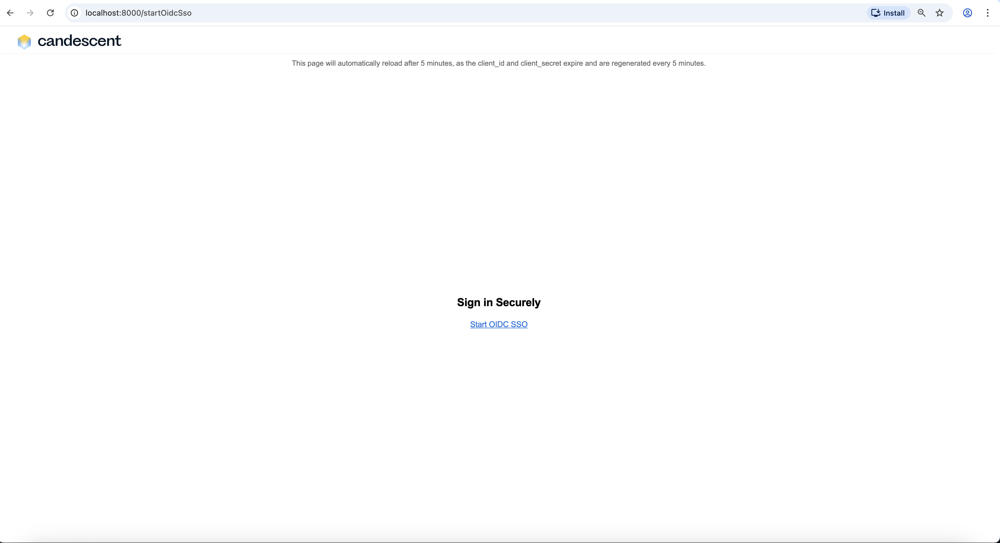 localhost:8000/startOidcSso
Install
candescent
This page will automatically reload after 5 minutes, as the client_id and client_secret expire and are regenerated every 5 minutes.
Sign in Securely
Start OIDC SSO